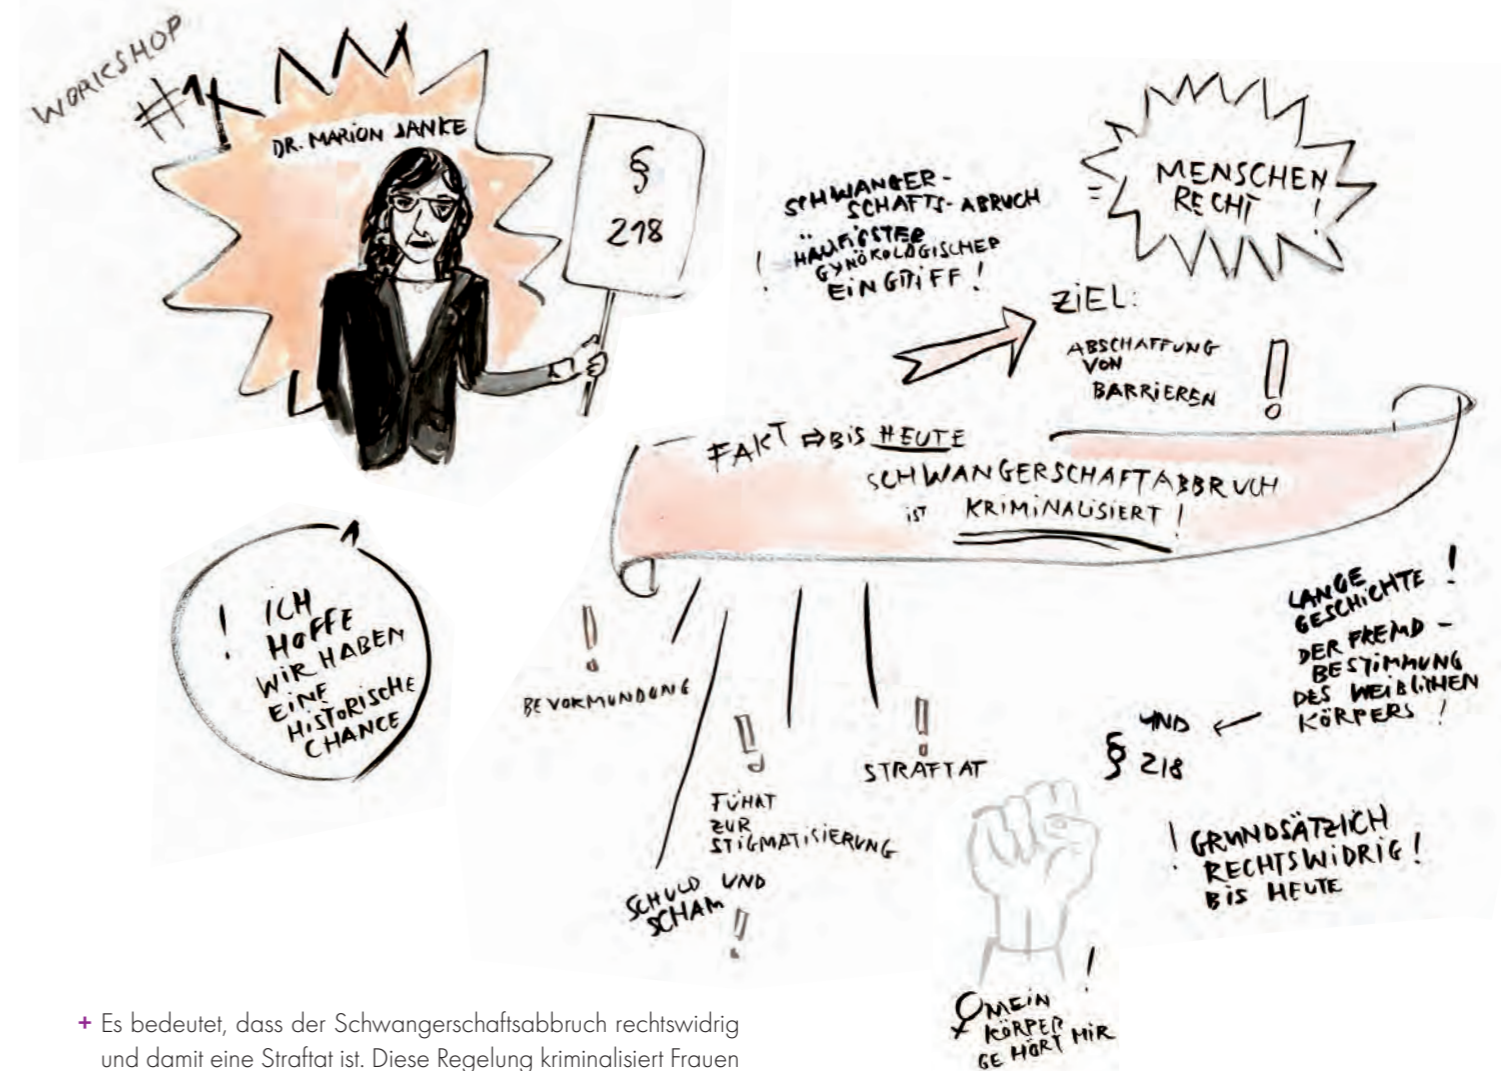 WORKSHOP
#1
DR. MARION JANKE
§
218
SCHWANGER-
SCHAFTS-ABRUCH
HÄUFIGSTER
GYNÖKOLOGISCHER
! EINGRIFF!
MENSCHEN
RECHT !
ZIEL:
ABSCHAFFUNG
VON
BARRIEREN !
FAKT ⇨ BIS HEUTE
SCHWANGERSCHAFTABBRUCH
IST KRIMINALISIERT!
! ICH
HOFFE
WIR HABEN
EINE
HISTORISCHE
CHANCE
!
BEVORMUNDUNG
!
FÜHRT
ZUR
STIGMATISIERUNG
SCHULD UND
SCHAM !
!
STRAFTAT
LANGE !
GESCHICHTE
DER FREMD-
BESTIMMUNG
DES WEIBLICHEN
KÖRPERS !
UND ←
§ 218
! GRUNDSÄTZLICH
RECHTSWIDRIG!
BIS HEUTE
♀ MEIN !
KÖRPER
GEHÖRT MIR
+ Es bedeutet, dass der Schwangerschaftsabbruch rechtswidrig
und damit eine Straftat ist. Diese Regelung kriminalisiert Frauen